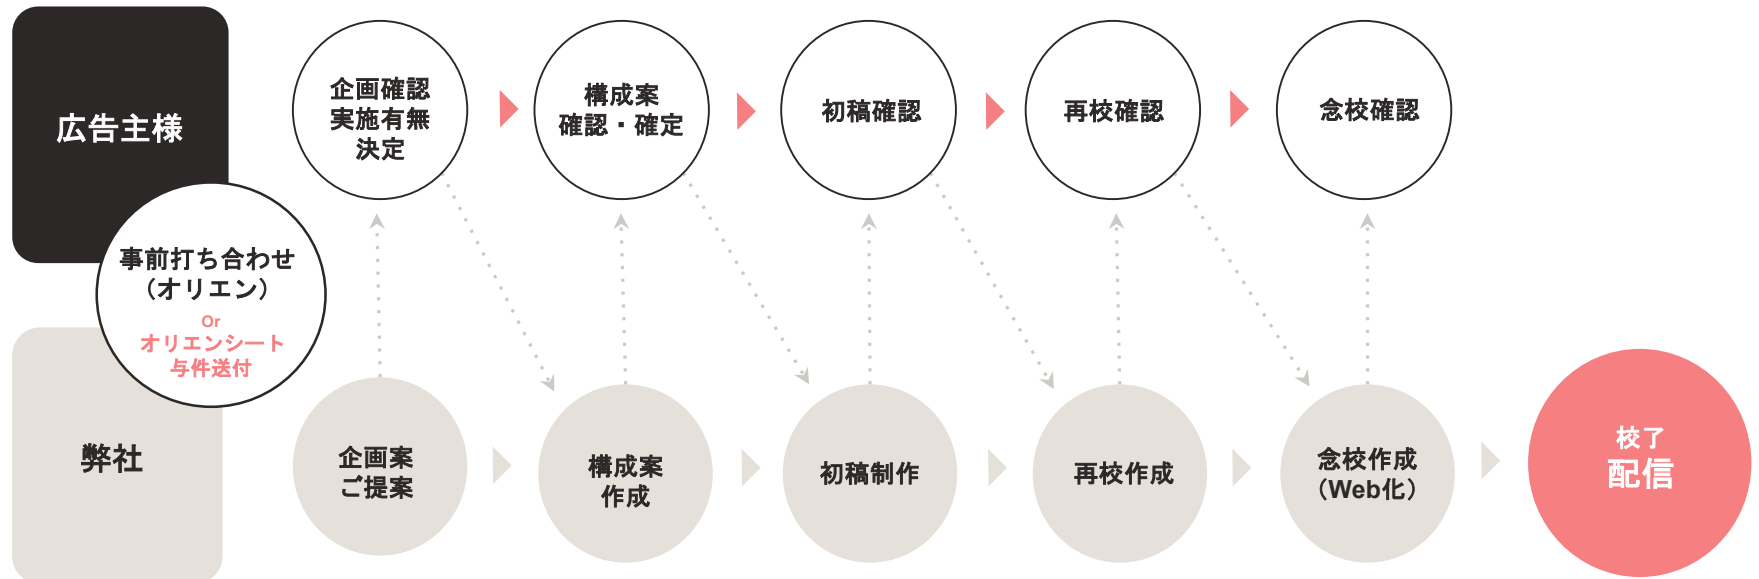 広告主様
事前打ち合わせ
（オリエン）
Or
オリエンシート
与件送付
弊社
企画確認
実施有無
決定
構成案
確認・確定
初稿確認
再校確認
念校確認
企画案
ご提案
構成案
作成
初稿制作
再校作成
念校作成
（Web化）
校了
配信